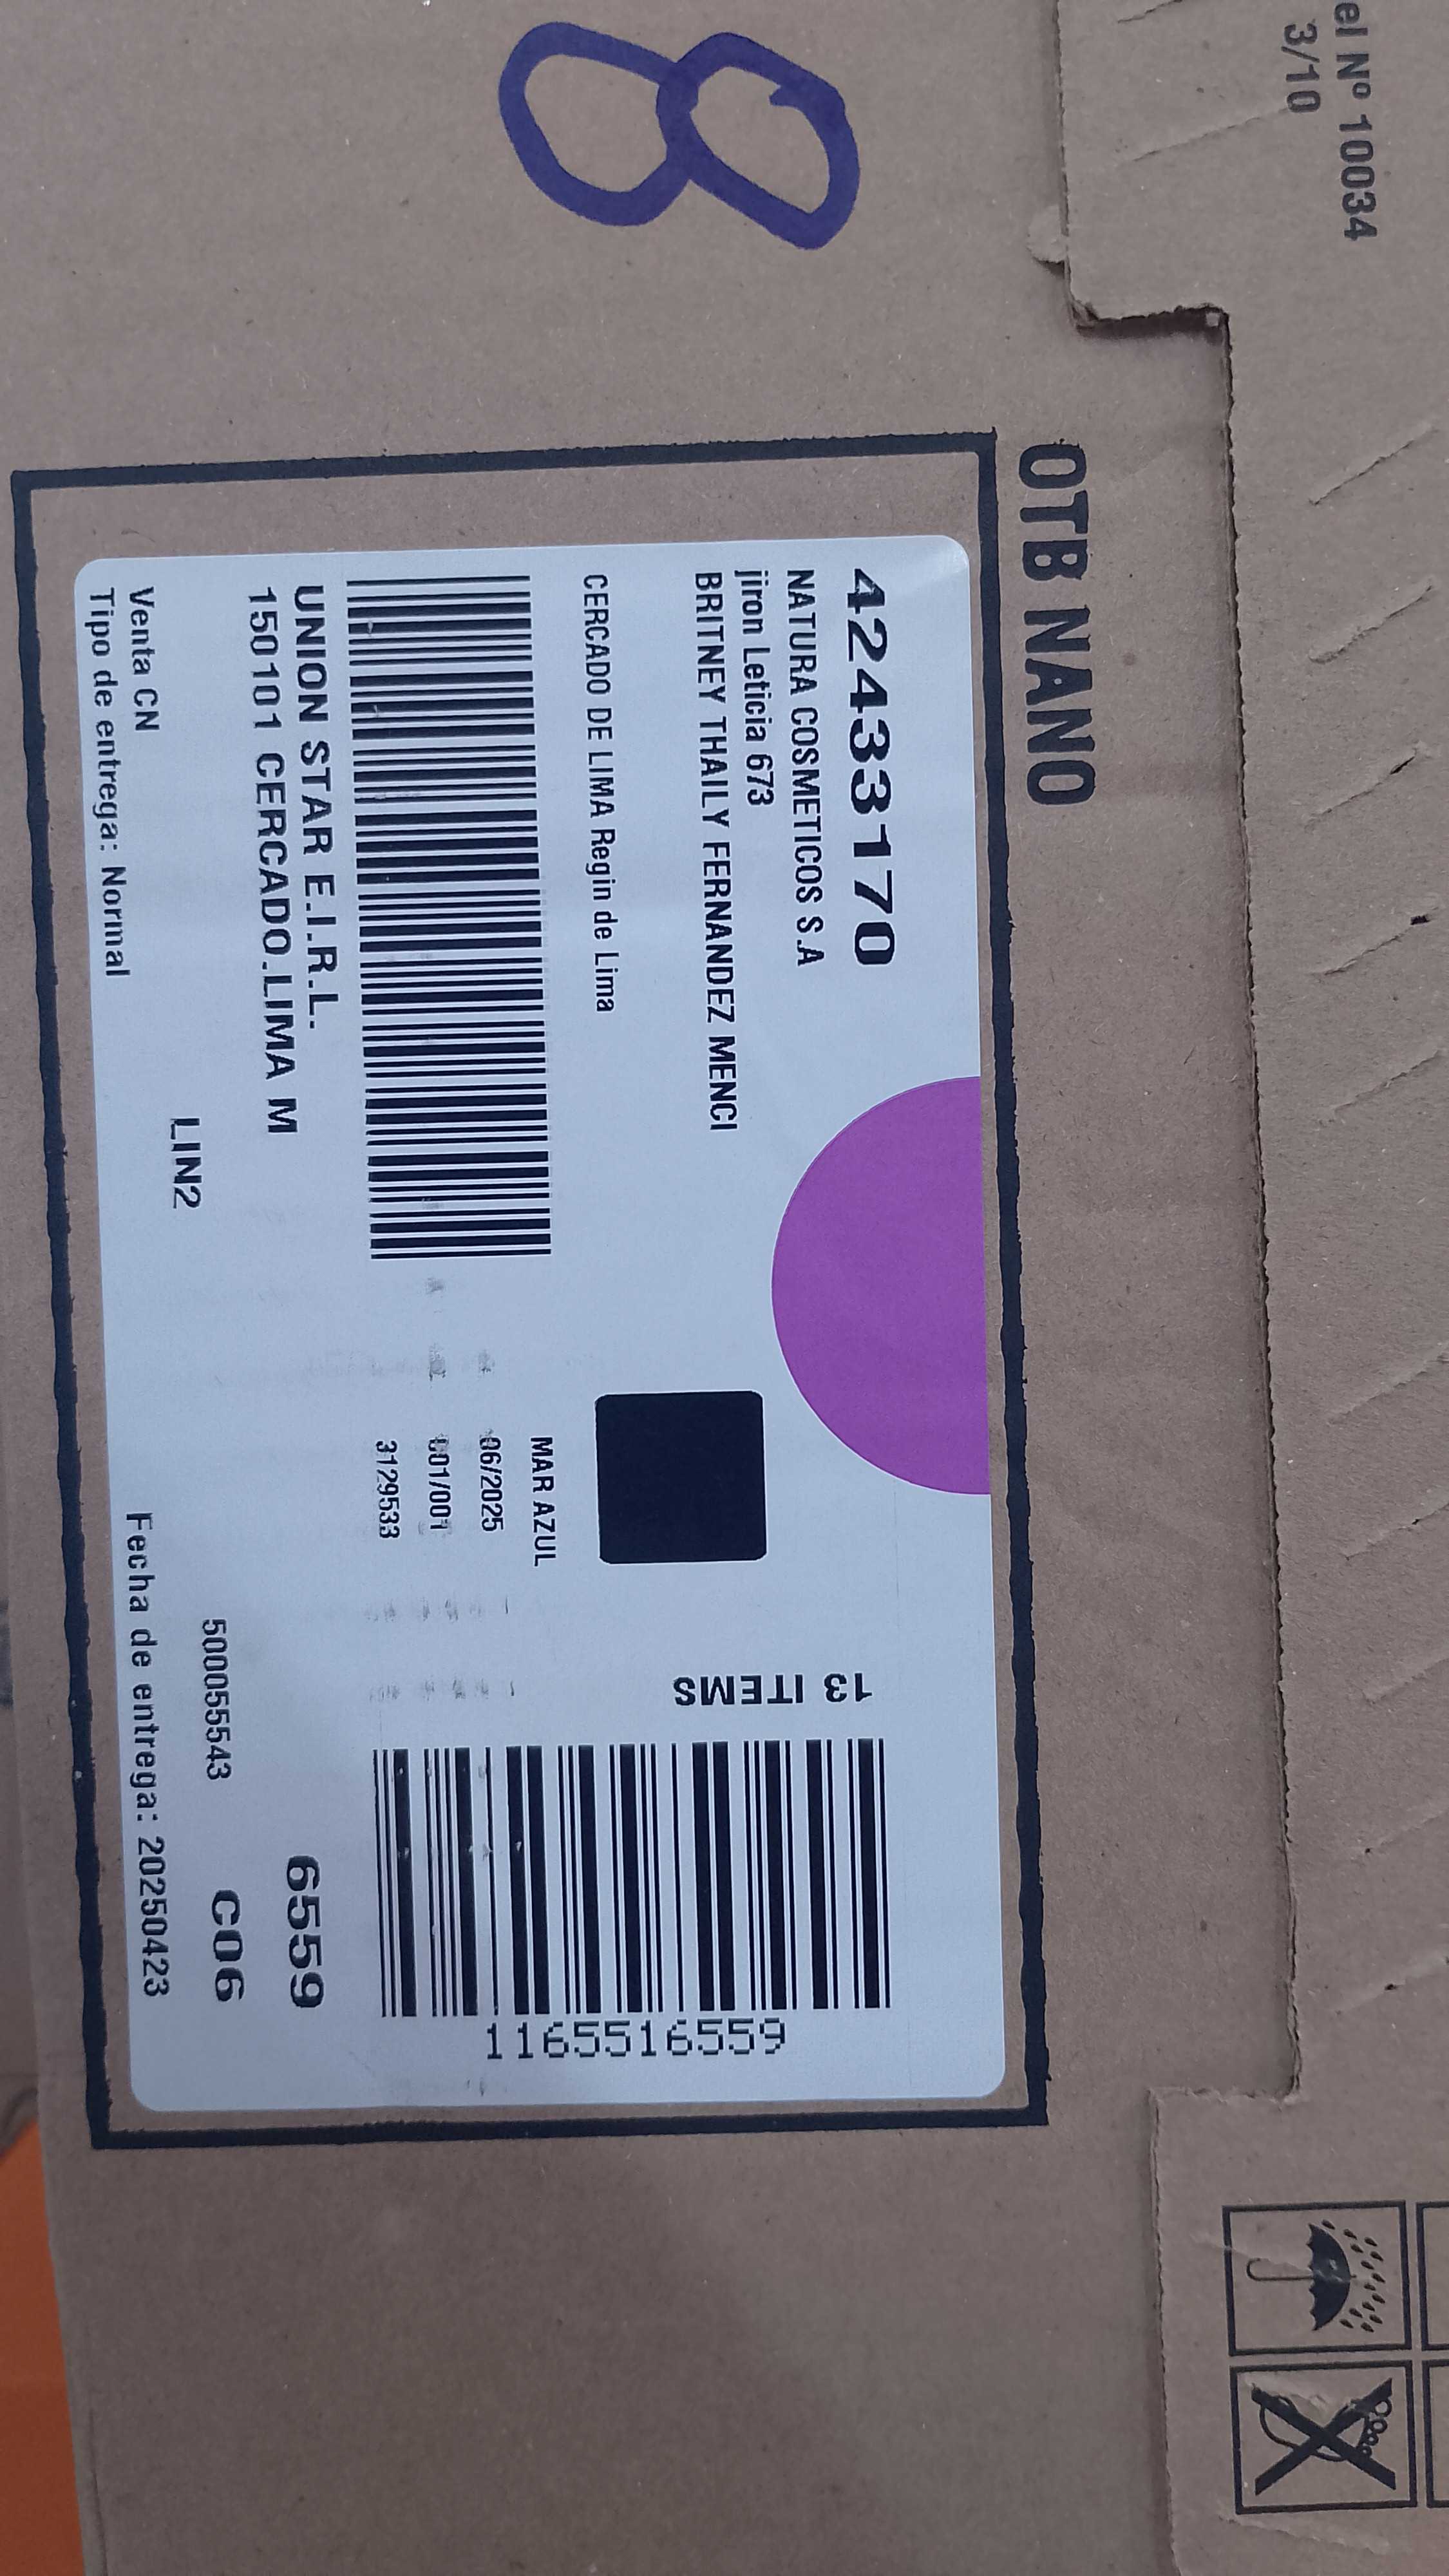 8
el Nº 10034
3/10
OTB NANO
42433170
NATURA COSMETICOS S.A
jiron Leticia 673
BRITNEY THAILY FERNANDEZ MENCI
CERCADO DE LIMA Regin de Lima
13 ITEMS
1165516559
MAR AZUL
06/2025
001/001
3129533
UNION STAR E.I.R.L.
150101 CERCADO.LIMA M
6559
LIN2
500055543
C06
Venta CN
Tipo de entrega: Normal
Fecha de entrega: 20250423